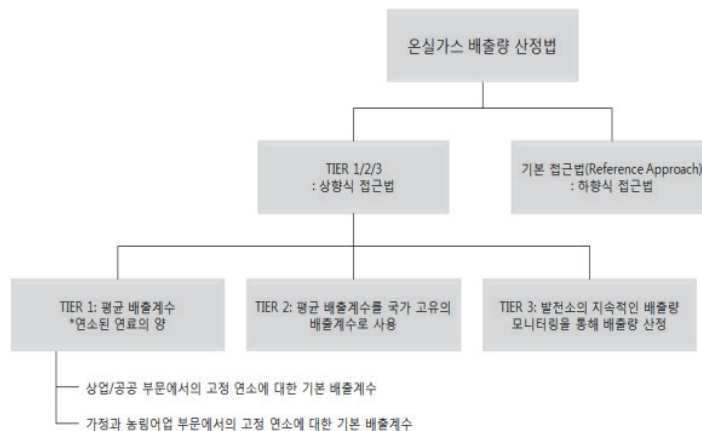 온실가스 배출량 산정법
TIER 1/2/3
: 상향식 접근법
기본 접근법(Reference Approach)
: 하향식 접근법
TIER 1: 평균 배출계수
*연소된 연료의 양
TIER 2: 평균 배출계수를 국가 고유의
배출계수로 사용
TIER 3: 발전소의 지속적인 배출량
모니터링을 통해 배출량 산정
상업/공공 부문에서의 고정 연소에 대한 기본 배출계수
가정과 농림어업 부문에서의 고정 연소에 대한 기본 배출계수